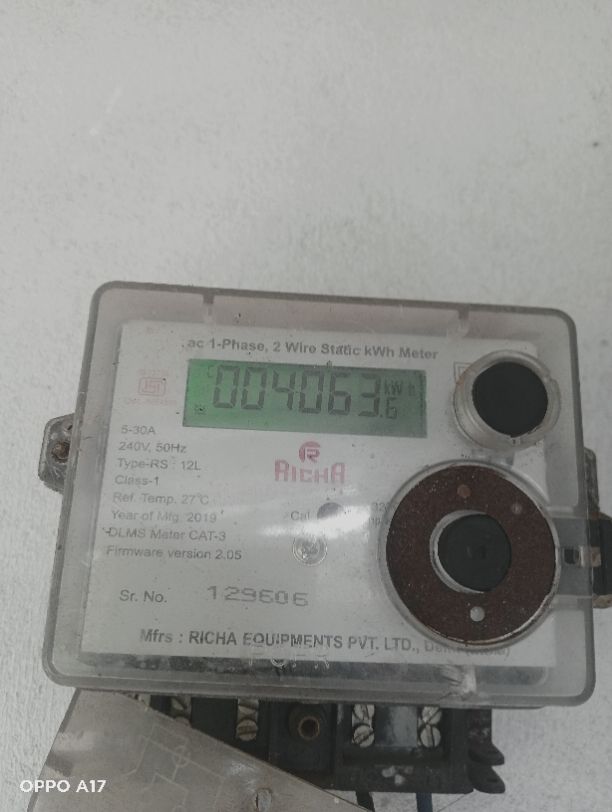 ac 1-Phase, 2 Wire Static kWh Meter
004063.6 kWh
5-30A
240V, 50Hz
Type-RS : 12L
Class-1
Ref. Temp. 27°C
Year of Mfg. 2019
DLMS Meter CAT-3
Firmware version 2.05
R
RICHA
Cal
Sr. No. 129606
Mfrs : RICHA EQUIPMENTS PVT. LTD.,
OPPO A17